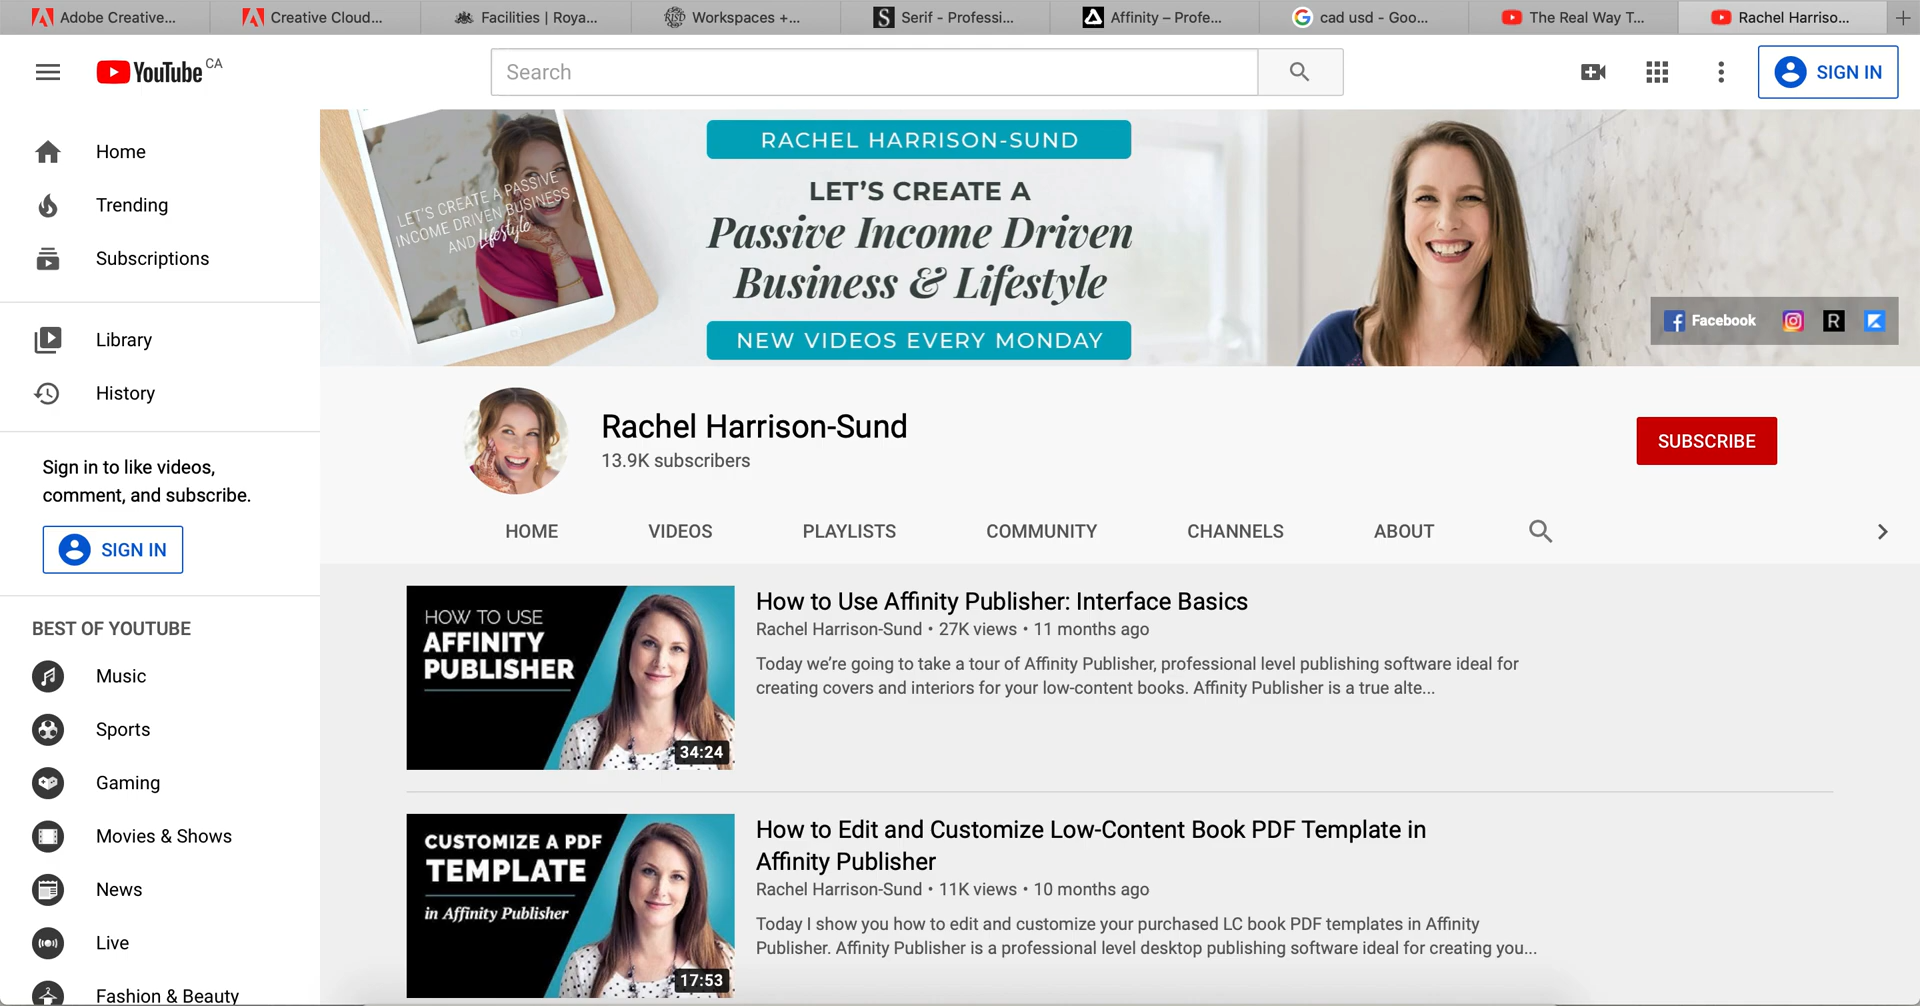 Adobe Creative...
Creative Cloud...
Facilities | Roya...
RISD
Workspaces +...
S
Serif - Professi...
Affinity – Profe...
cad usd - Goo...
The Real Way T...
Rachel Harriso...
YouTube CA
Search
SIGN IN
Home
Trending
Subscriptions
Library
History
Sign in to like videos,
comment, and subscribe.
SIGN IN
BEST OF YOUTUBE
Music
Sports
Gaming
Movies & Shows
News
Live
Fashion & Beauty
LET'S CREATE A PASSIVE
INCOME DRIVEN BUSINESS
AND lifestyle
RACHEL HARRISON-SUND
LET'S CREATE A
Passive Income Driven
Business & Lifestyle
NEW VIDEOS EVERY MONDAY
Facebook
R
Rachel Harrison-Sund
13.9K subscribers
SUBSCRIBE
HOME
VIDEOS
PLAYLISTS
COMMUNITY
CHANNELS
ABOUT
HOW TO USE
AFFINITY
PUBLISHER
34:24
How to Use Affinity Publisher: Interface Basics
Rachel Harrison-Sund • 27K views • 11 months ago
Today we're going to take a tour of Affinity Publisher, professional level publishing software ideal for
creating covers and interiors for your low-content books. Affinity Publisher is a true alte...
CUSTOMIZE A PDF
TEMPLATE
in Affinity Publisher
17:53
How to Edit and Customize Low-Content Book PDF Template in
Affinity Publisher
Rachel Harrison-Sund • 11K views • 10 months ago
Today I show you how to edit and customize your purchased LC book PDF templates in Affinity
Publisher. Affinity Publisher is a professional level desktop publishing software ideal for creating you...